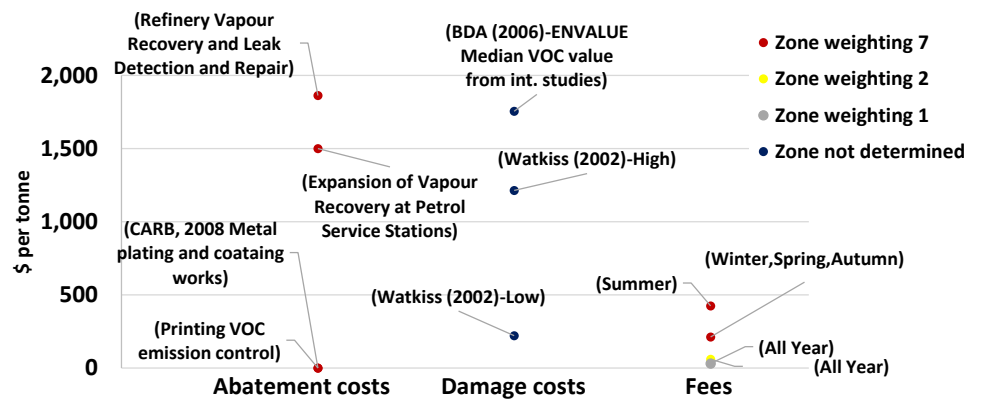 (Refinery Vapour
Recovery and Leak
Detection and Repair)
(BDA (2006)-ENVALUE
Median VOC value
from int. studies)
Zone weighting 7
Zone weighting 2
Zone weighting 1
Zone not determined
$ per tonne
2,000
1,500
1,000
500
0
(Expansion of Vapour
Recovery at Petrol
Service Stations)
(Watkiss (2002)-High)
(CARB, 2008 Metal
plating and coataing
works)
(Watkiss (2002)-Low)
(Winter,Spring,Autumn)
(Summer)
(Printing VOC
emission control)
(All Year)
(All Year)
Abatement costs
Damage costs
Fees